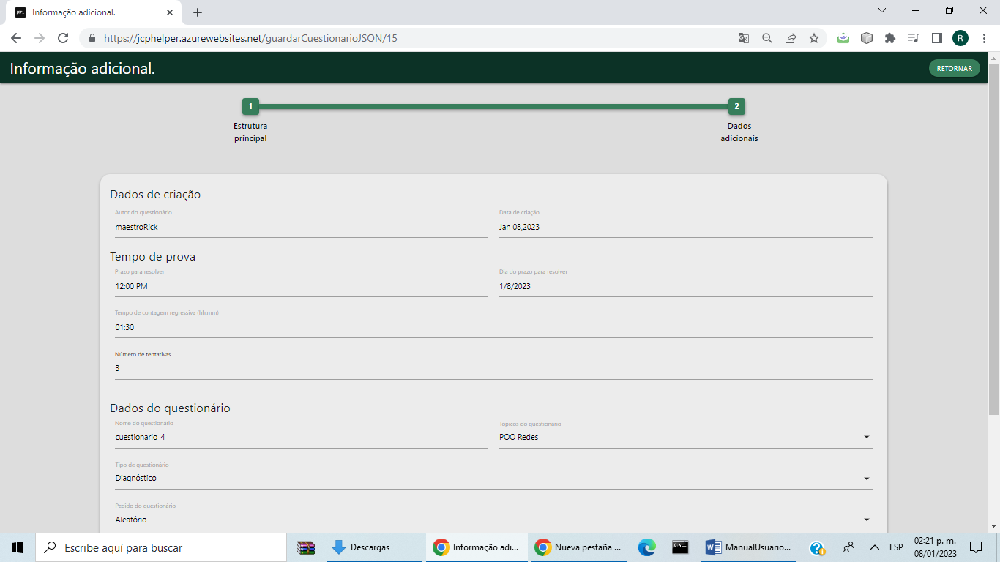 Informação adicional.
https://jcphelper.azurewebsites.net/guardarCuestionarioJSON/15
R
Informação adicional.
RETORNAR
1
2
Estrutura
principal
Dados
adicionais
Dados de criação
Autor do questionário
Data de criação
maestroRick
Jan 08,2023
Tempo de prova
Prazo para resolver
Dia do prazo para resolver
12:00 PM
1/8/2023
Tempo de contagem regressiva (hh:mm)
01:30
Número de tentativas
3
Dados do questionário
Nome do questionário
Tópicos do questionário
cuestionario_4
POO Redes
Tipo de questionário
Diagnóstico
Pedido do questionário
Aleatório
Escribe aquí para buscar
Descargas
Informação adi...
Nueva pestaña ...
ManualUsuario...
ESP
02:21 p. m.
08/01/2023